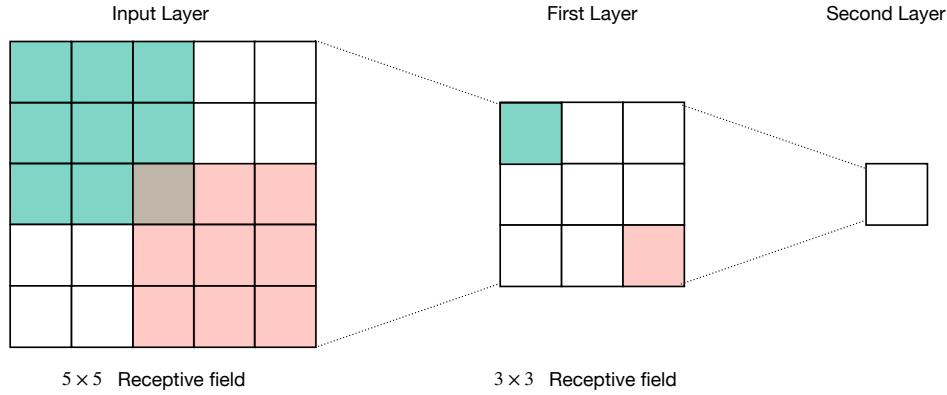 Input Layer
First Layer
Second Layer
5 × 5 Receptive field
3 × 3 Receptive field